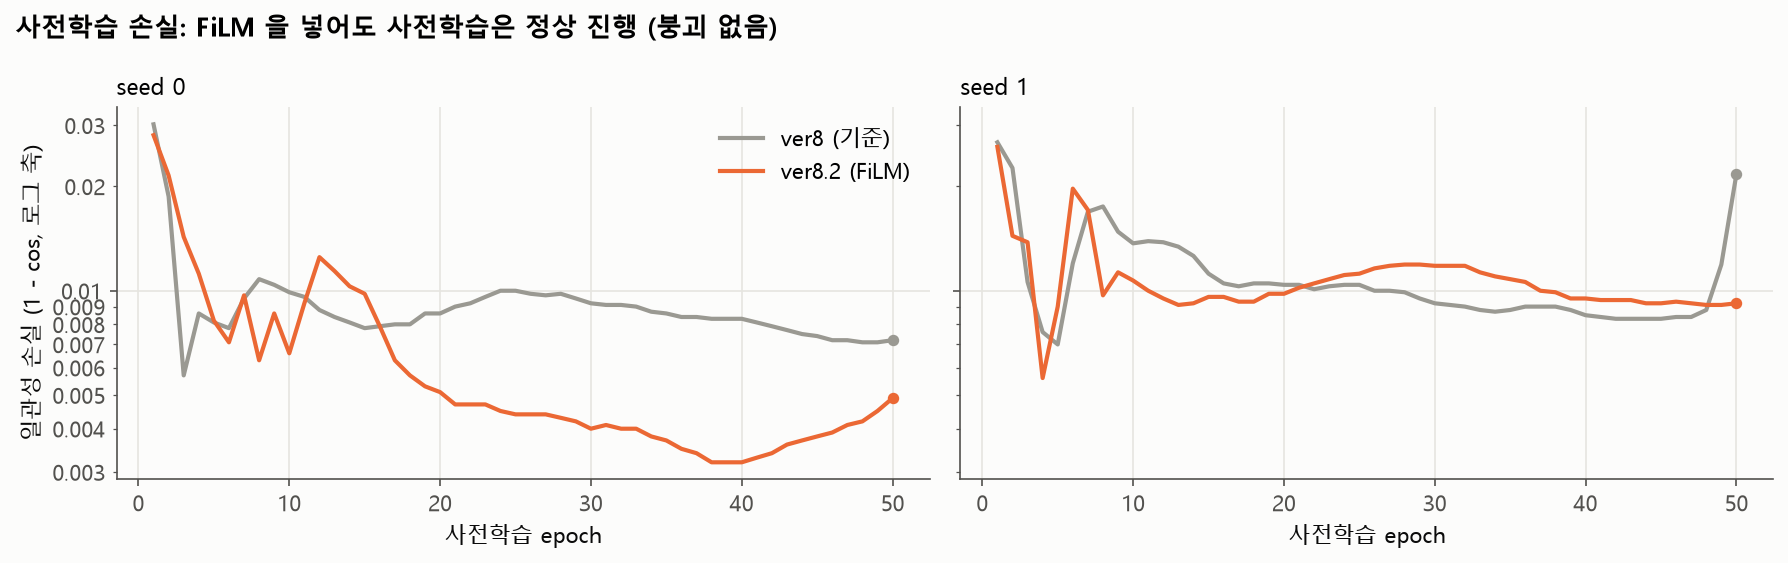 사전학습 손실: FiLM 을 넣어도 사전학습은 정상 진행 (붕괴 없음)
seed 0
일관성 손실 (1 - cos, 로그 축)
0.03
0.02
0.01
0.009
0.008
0.007
0.006
0.005
0.004
0.003
ver8 (기준)
ver8.2 (FiLM)
0 10 20 30 40 50
사전학습 epoch
seed 1
0 10 20 30 40 50
사전학습 epoch